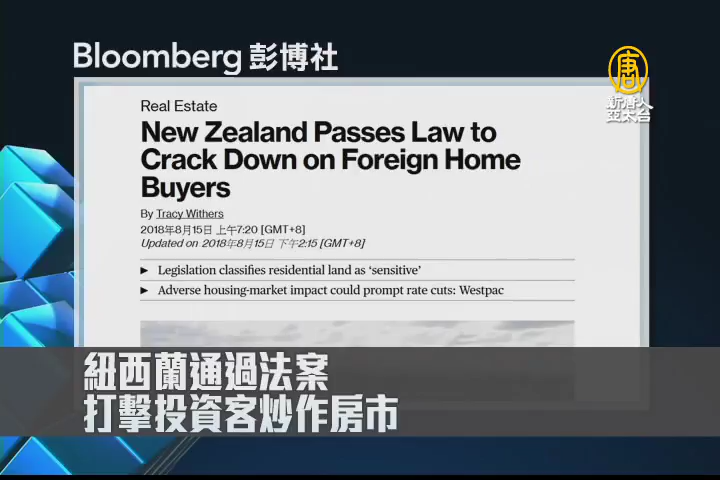 Bloomberg 彭博社
唐
新唐人
亞太台
Real Estate
New Zealand Passes Law to
Crack Down on Foreign Home
Buyers
By Tracy Withers
2018年8月15日 上午7:20 [GMT+8]
Updated on 2018年8月15日 下午2:15 [GMT+8]
▶ Legislation classifies residential land as ‘sensitive’
▶ Adverse housing-market impact could prompt rate cuts: Westpac
紐西蘭通過法案
打擊投資客炒作房市